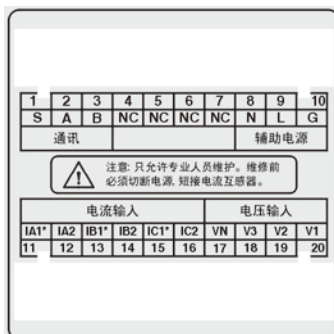 1 2 3 4 5 6 7 8 9 10
S A B NC NC NC NC N L G
通讯 辅助电源
注意: 只允许专业人员维护。维修前
必须切断电源, 短接电流互感器。
电流输入 电压输入
IA1* IA2 IB1* IB2 IC1* IC2 VN V3 V2 V1
11 12 13 14 15 16 17 18 19 20